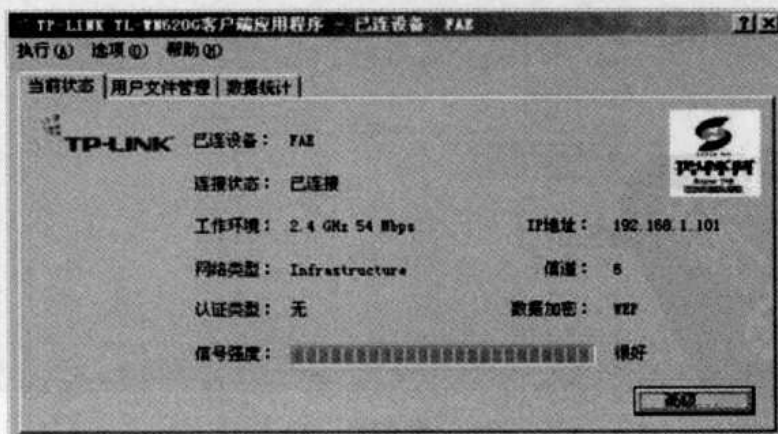 TP-LINK TL-WN620G客户端应用程序 - 已连设备 FAE
执行(A) 选项(O) 帮助(H)
当前状态 用户文件管理 数据统计
TP-LINK 已连设备： FAE
连接状态： 已连接
工作环境： 2.4 GHz 54 Mbps IP地址： 192.168.1.101
网络类型： Infrastructure 信道： 6
认证类型： 无 数据加密： WEP
信号强度： 很好
高级